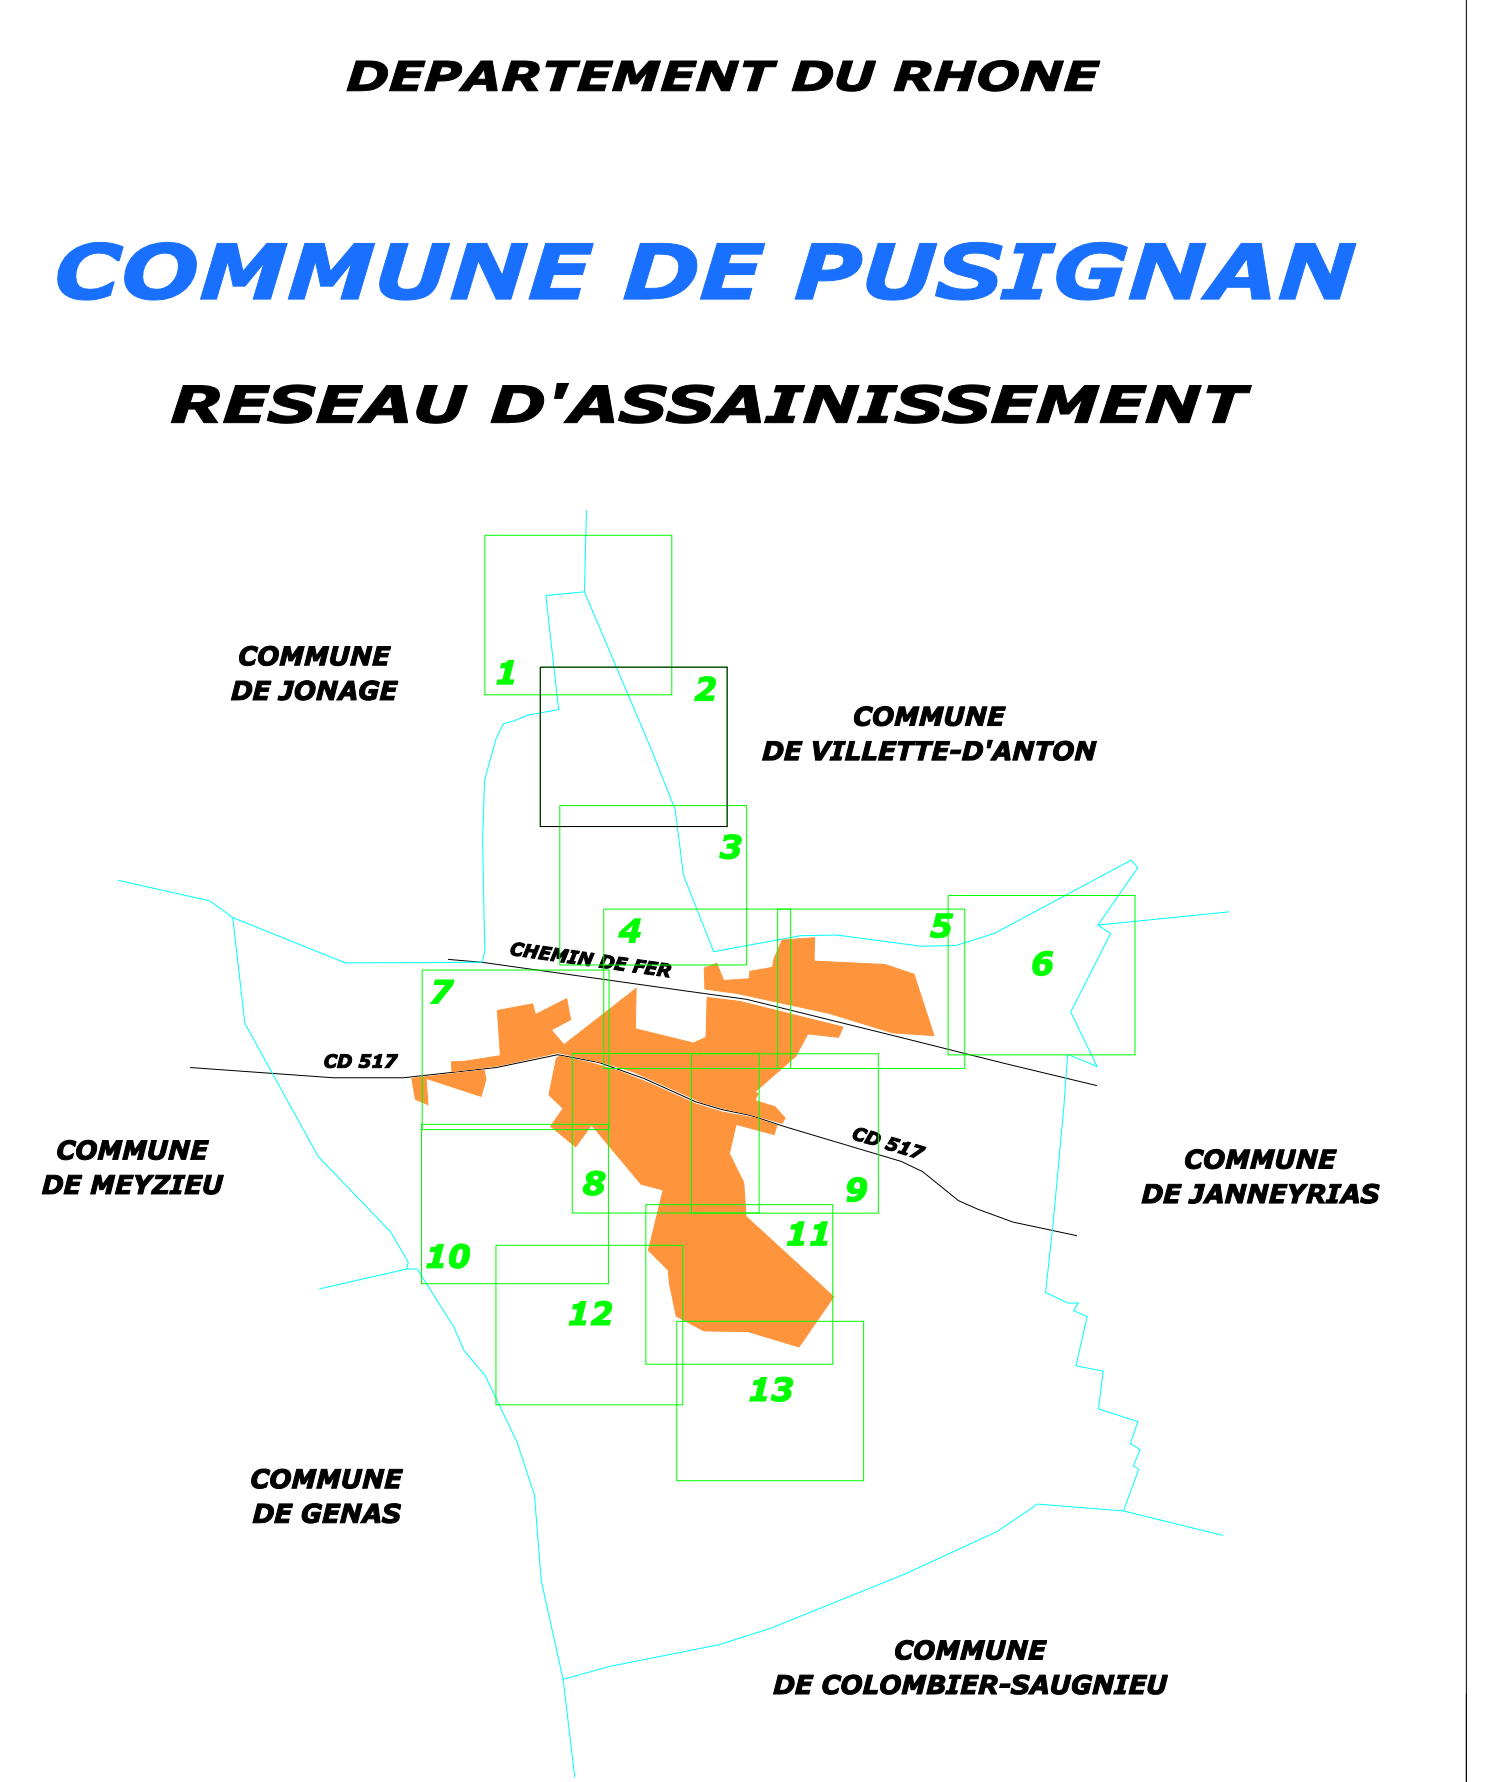 DEPARTEMENT DU RHONE
COMMUNE DE PUSIGNAN
RESEAU D'ASSAINISSEMENT
COMMUNE
DE JONAGE
1
2
COMMUNE
DE VILLETTE-D'ANTON
3
4
5
CHEMIN DE FER
6
7
CD 517
COMMUNE
DE MEYZIEU
8
9
CD 517
COMMUNE
DE JANNEYRIAS
10
11
12
13
COMMUNE
DE GENAS
COMMUNE
DE COLOMBIER-SAUGNIEU